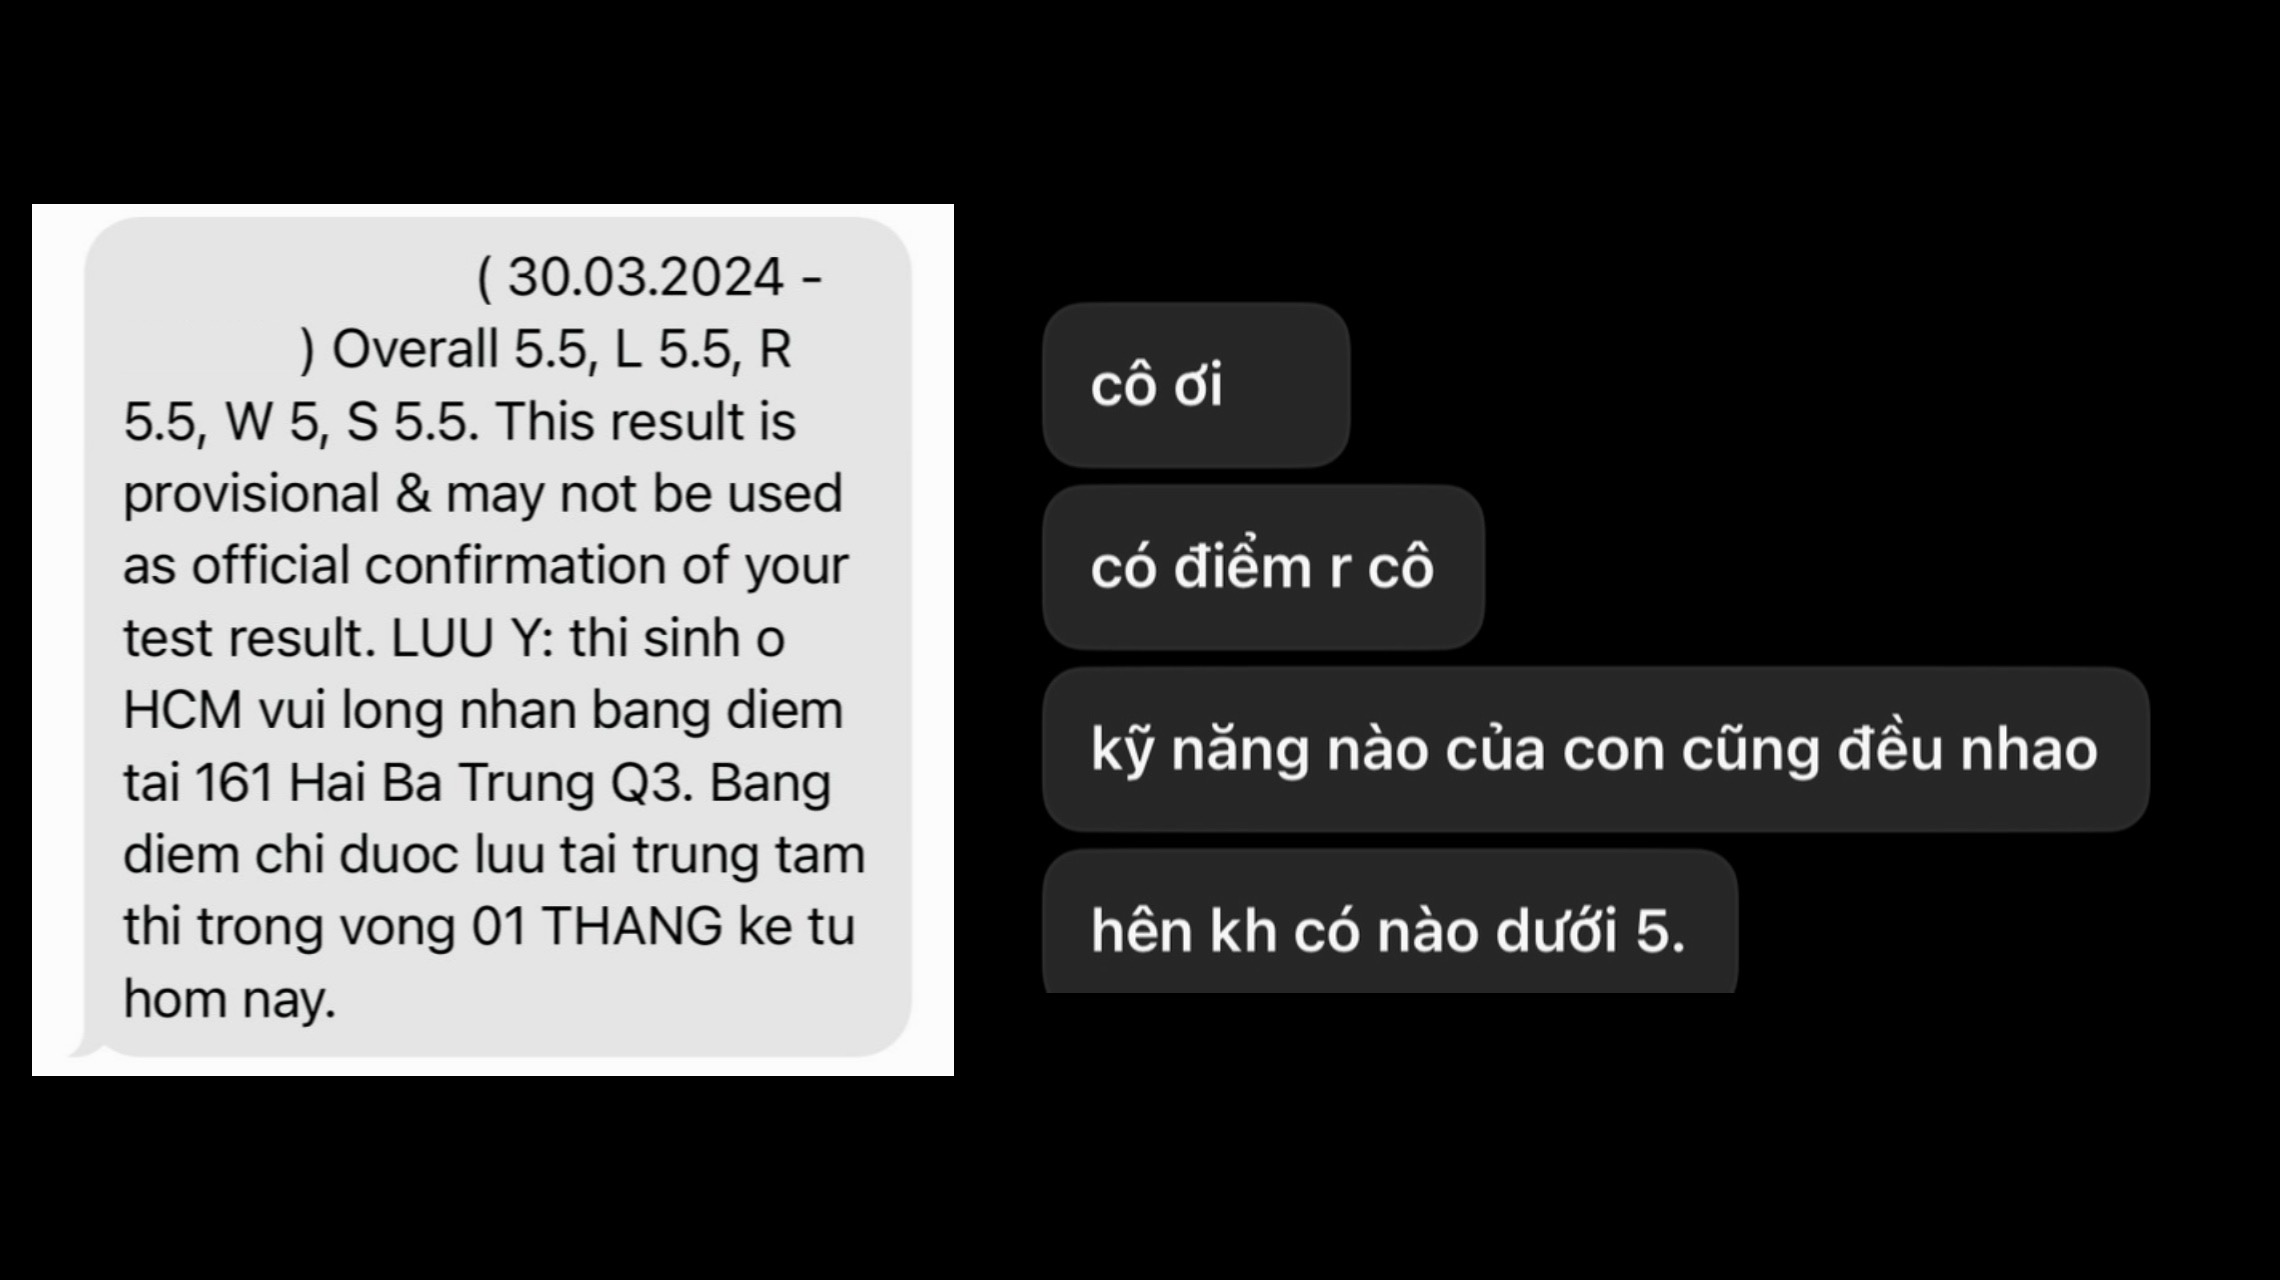 ( 30.03.2024 -
) Overall 5.5, L 5.5, R
5.5, W 5, S 5.5. This result is
provisional & may not be used
as official confirmation of your
test result. LUU Y: thi sinh o
HCM vui long nhan bang diem
tai 161 Hai Ba Trung Q3. Bang
diem chi duoc luu tai trung tam
thi trong vong 01 THANG ke tu
hom nay.
cô ơi
có điểm r cô
kỹ năng nào của con cũng đều nhao
hên kh có nào dưới 5.